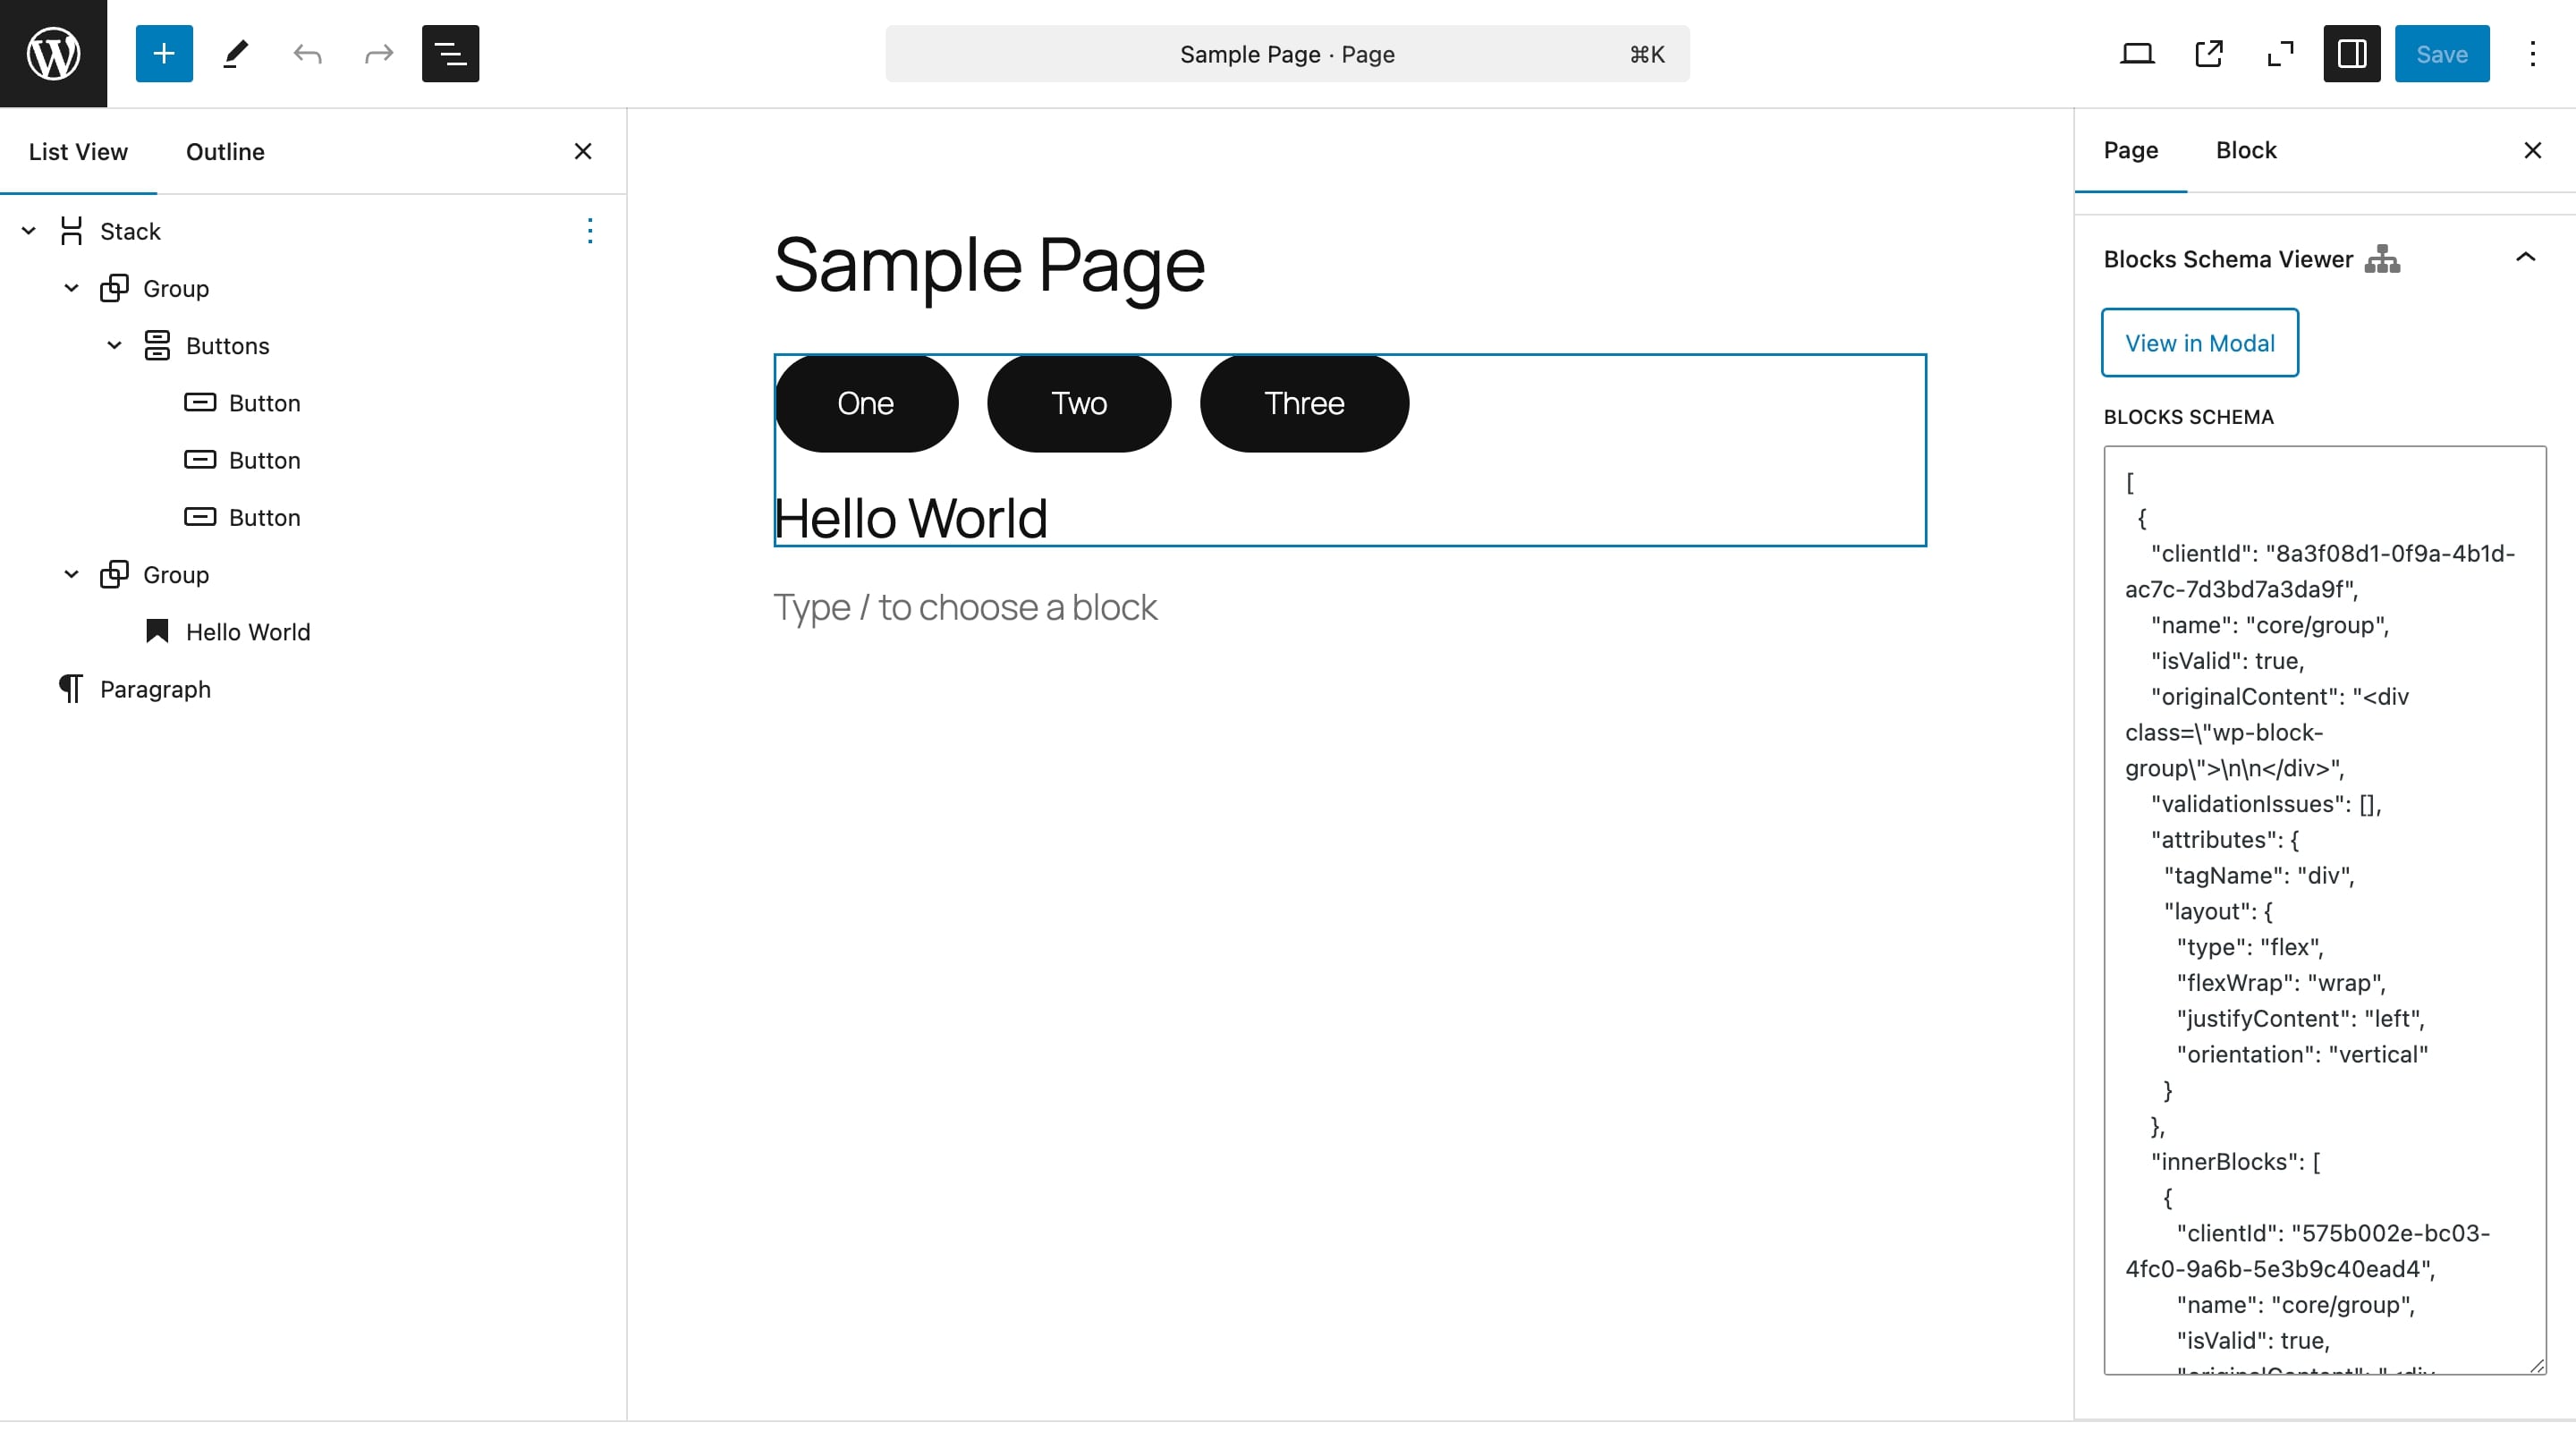 Sample Page · Page
⌘K
Save
List View
Outline
Stack
Group
Buttons
Button
Button
Button
Group
Hello World
Paragraph
Sample Page
One
Two
Three
Hello World
Type / to choose a block
Page
Block
Blocks Schema Viewer
View in Modal
BLOCKS SCHEMA
[
{
"clientId": "8a3f08d1-0f9a-4b1d-
ac7c-7d3bd7a3da9f",
"name": "core/group",
"isValid": true,
"originalContent": "<div
class=\"wp-block-
group\">\n\n</div>",
"validationIssues": [],
"attributes": {
"tagName": "div",
"layout": {
"type": "flex",
"flexWrap": "wrap",
"justifyContent": "left",
"orientation": "vertical"
}
},
"innerBlocks": [
{
"clientId": "575b002e-bc03-
4fc0-9a6b-5e3b9c40ead4",
"name": "core/group",
"isValid": true,
"originalContent": "<div